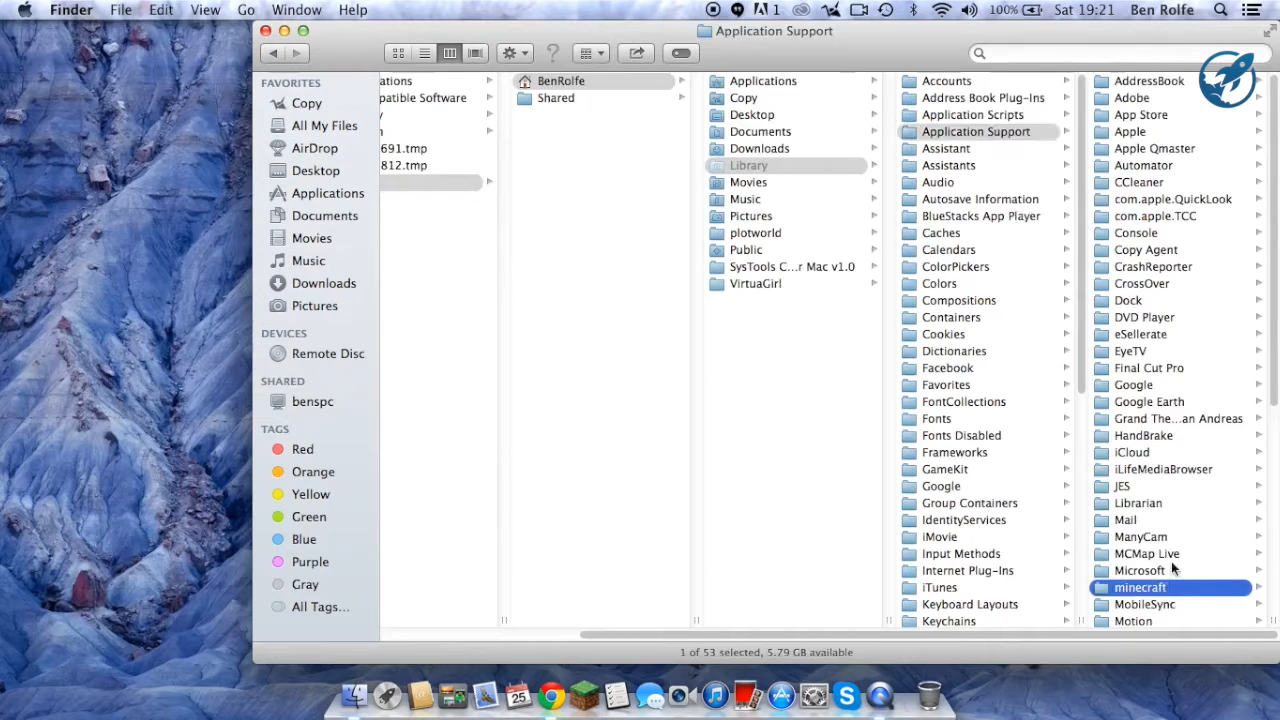 Finder File Edit View Go Window Help 1 100% Sat 19:21 Ben Rolfe
Application Support
FAVORITES
Copy
All My Files
AirDrop
Desktop
Applications
Documents
Movies
Music
Downloads
Pictures
DEVICES
Remote Disc
SHARED
benspc
TAGS
Red
Orange
Yellow
Green
Blue
Purple
Gray
All Tags...
ations
patible Software
y
n
691.tmp
812.tmp
BenRolfe
Shared
Applications
Copy
Desktop
Documents
Downloads
Library
Movies
Music
Pictures
plotworld
Public
SysTools C...r Mac v1.0
VirtuaGirl
Accounts
Address Book Plug-Ins
Application Scripts
Application Support
Assistant
Assistants
Audio
Autosave Information
BlueStacks App Player
Caches
Calendars
ColorPickers
Colors
Compositions
Containers
Cookies
Dictionaries
Facebook
Favorites
FontCollections
Fonts
Fonts Disabled
Frameworks
GameKit
Google
Group Containers
IdentityServices
iMovie
Input Methods
Internet Plug-Ins
iTunes
Keyboard Layouts
Keychains
AddressBook
Adobe
App Store
Apple
Apple Qmaster
Automator
CCleaner
com.apple.QuickLook
com.apple.TCC
Console
Copy Agent
CrashReporter
CrossOver
Dock
DVD Player
eSellerate
EyeTV
Final Cut Pro
Google
Google Earth
Grand The...an Andreas
HandBrake
iCloud
iLifeMediaBrowser
JES
Librarian
Mail
ManyCam
MCMap Live
Microsoft
minecraft
MobileSync
Motion
1 of 53 selected, 5.79 GB available
25